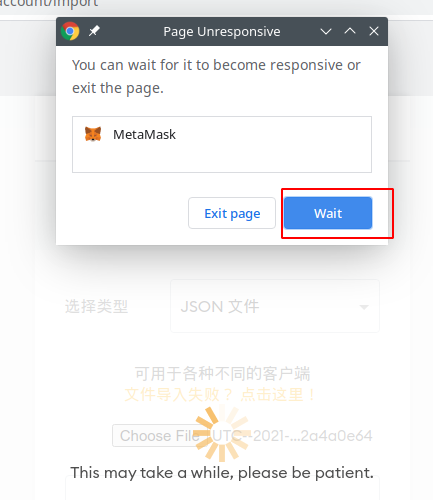 account/import
Page Unresponsive
You can wait for it to become responsive or
exit the page.
MetaMask
Exit page
Wait
选择类型
JSON 文件
可用于各种不同的客户端
文件导入失败？ 点击这里！
Choose File UTC--2021-...2a4a0e64
This may take a while, please be patient.